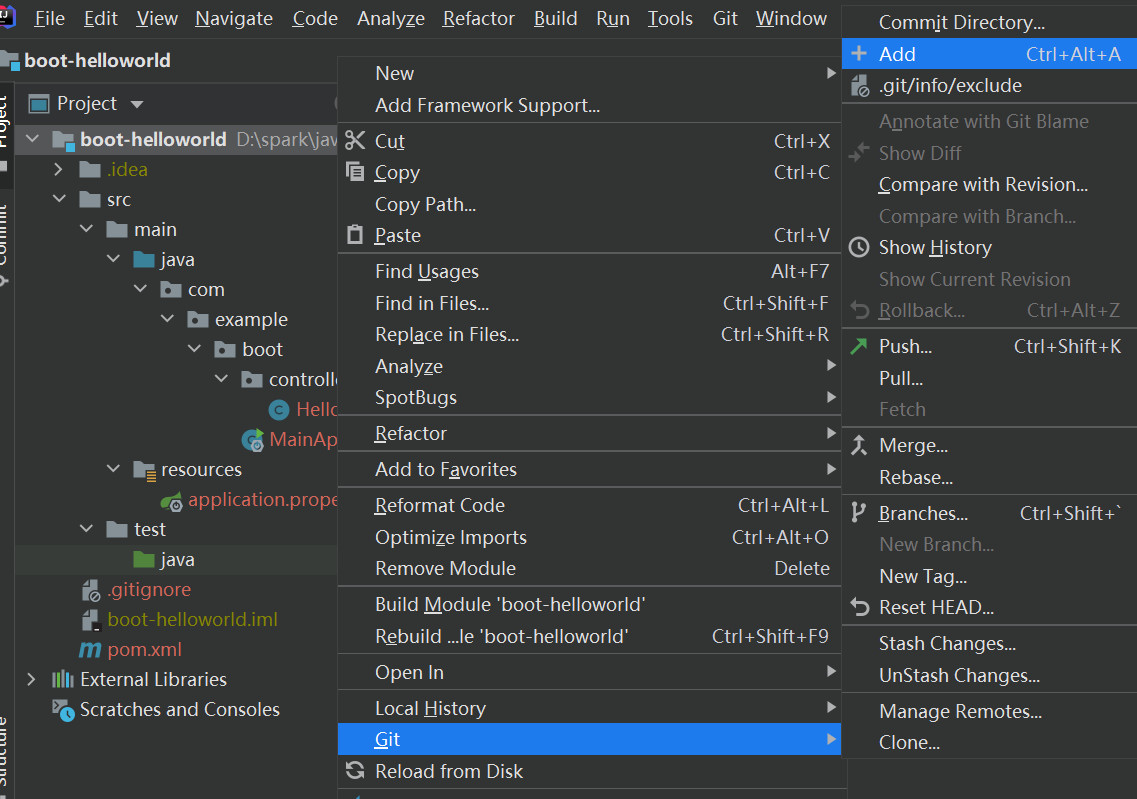 File Edit View Navigate Code Analyze Refactor Build Run Tools Git Window
boot-helloworld
Project
boot-helloworld D:\spark\jav
.idea
src
main
java
com
example
boot
controlle
Hello
MainAp
resources
application.prope
test
java
.gitignore
boot-helloworld.iml
pom.xml
External Libraries
Scratches and Consoles
Project
Commit
Structure
New
Add Framework Support...
Cut Ctrl+X
Copy Ctrl+C
Copy Path...
Paste Ctrl+V
Find Usages Alt+F7
Find in Files... Ctrl+Shift+F
Replace in Files... Ctrl+Shift+R
Analyze
SpotBugs
Refactor
Add to Favorites
Reformat Code Ctrl+Alt+L
Optimize Imports Ctrl+Alt+O
Remove Module Delete
Build Module 'boot-helloworld'
Rebuild ...le 'boot-helloworld' Ctrl+Shift+F9
Open In
Local History
Git
Reload from Disk
Commit Directory...
Add Ctrl+Alt+A
.git/info/exclude
Annotate with Git Blame
Show Diff
Compare with Revision...
Compare with Branch...
Show History
Show Current Revision
Rollback... Ctrl+Alt+Z
Push... Ctrl+Shift+K
Pull...
Fetch
Merge...
Rebase...
Branches... Ctrl+Shift+`
New Branch...
New Tag...
Reset HEAD...
Stash Changes...
UnStash Changes...
Manage Remotes...
Clone...